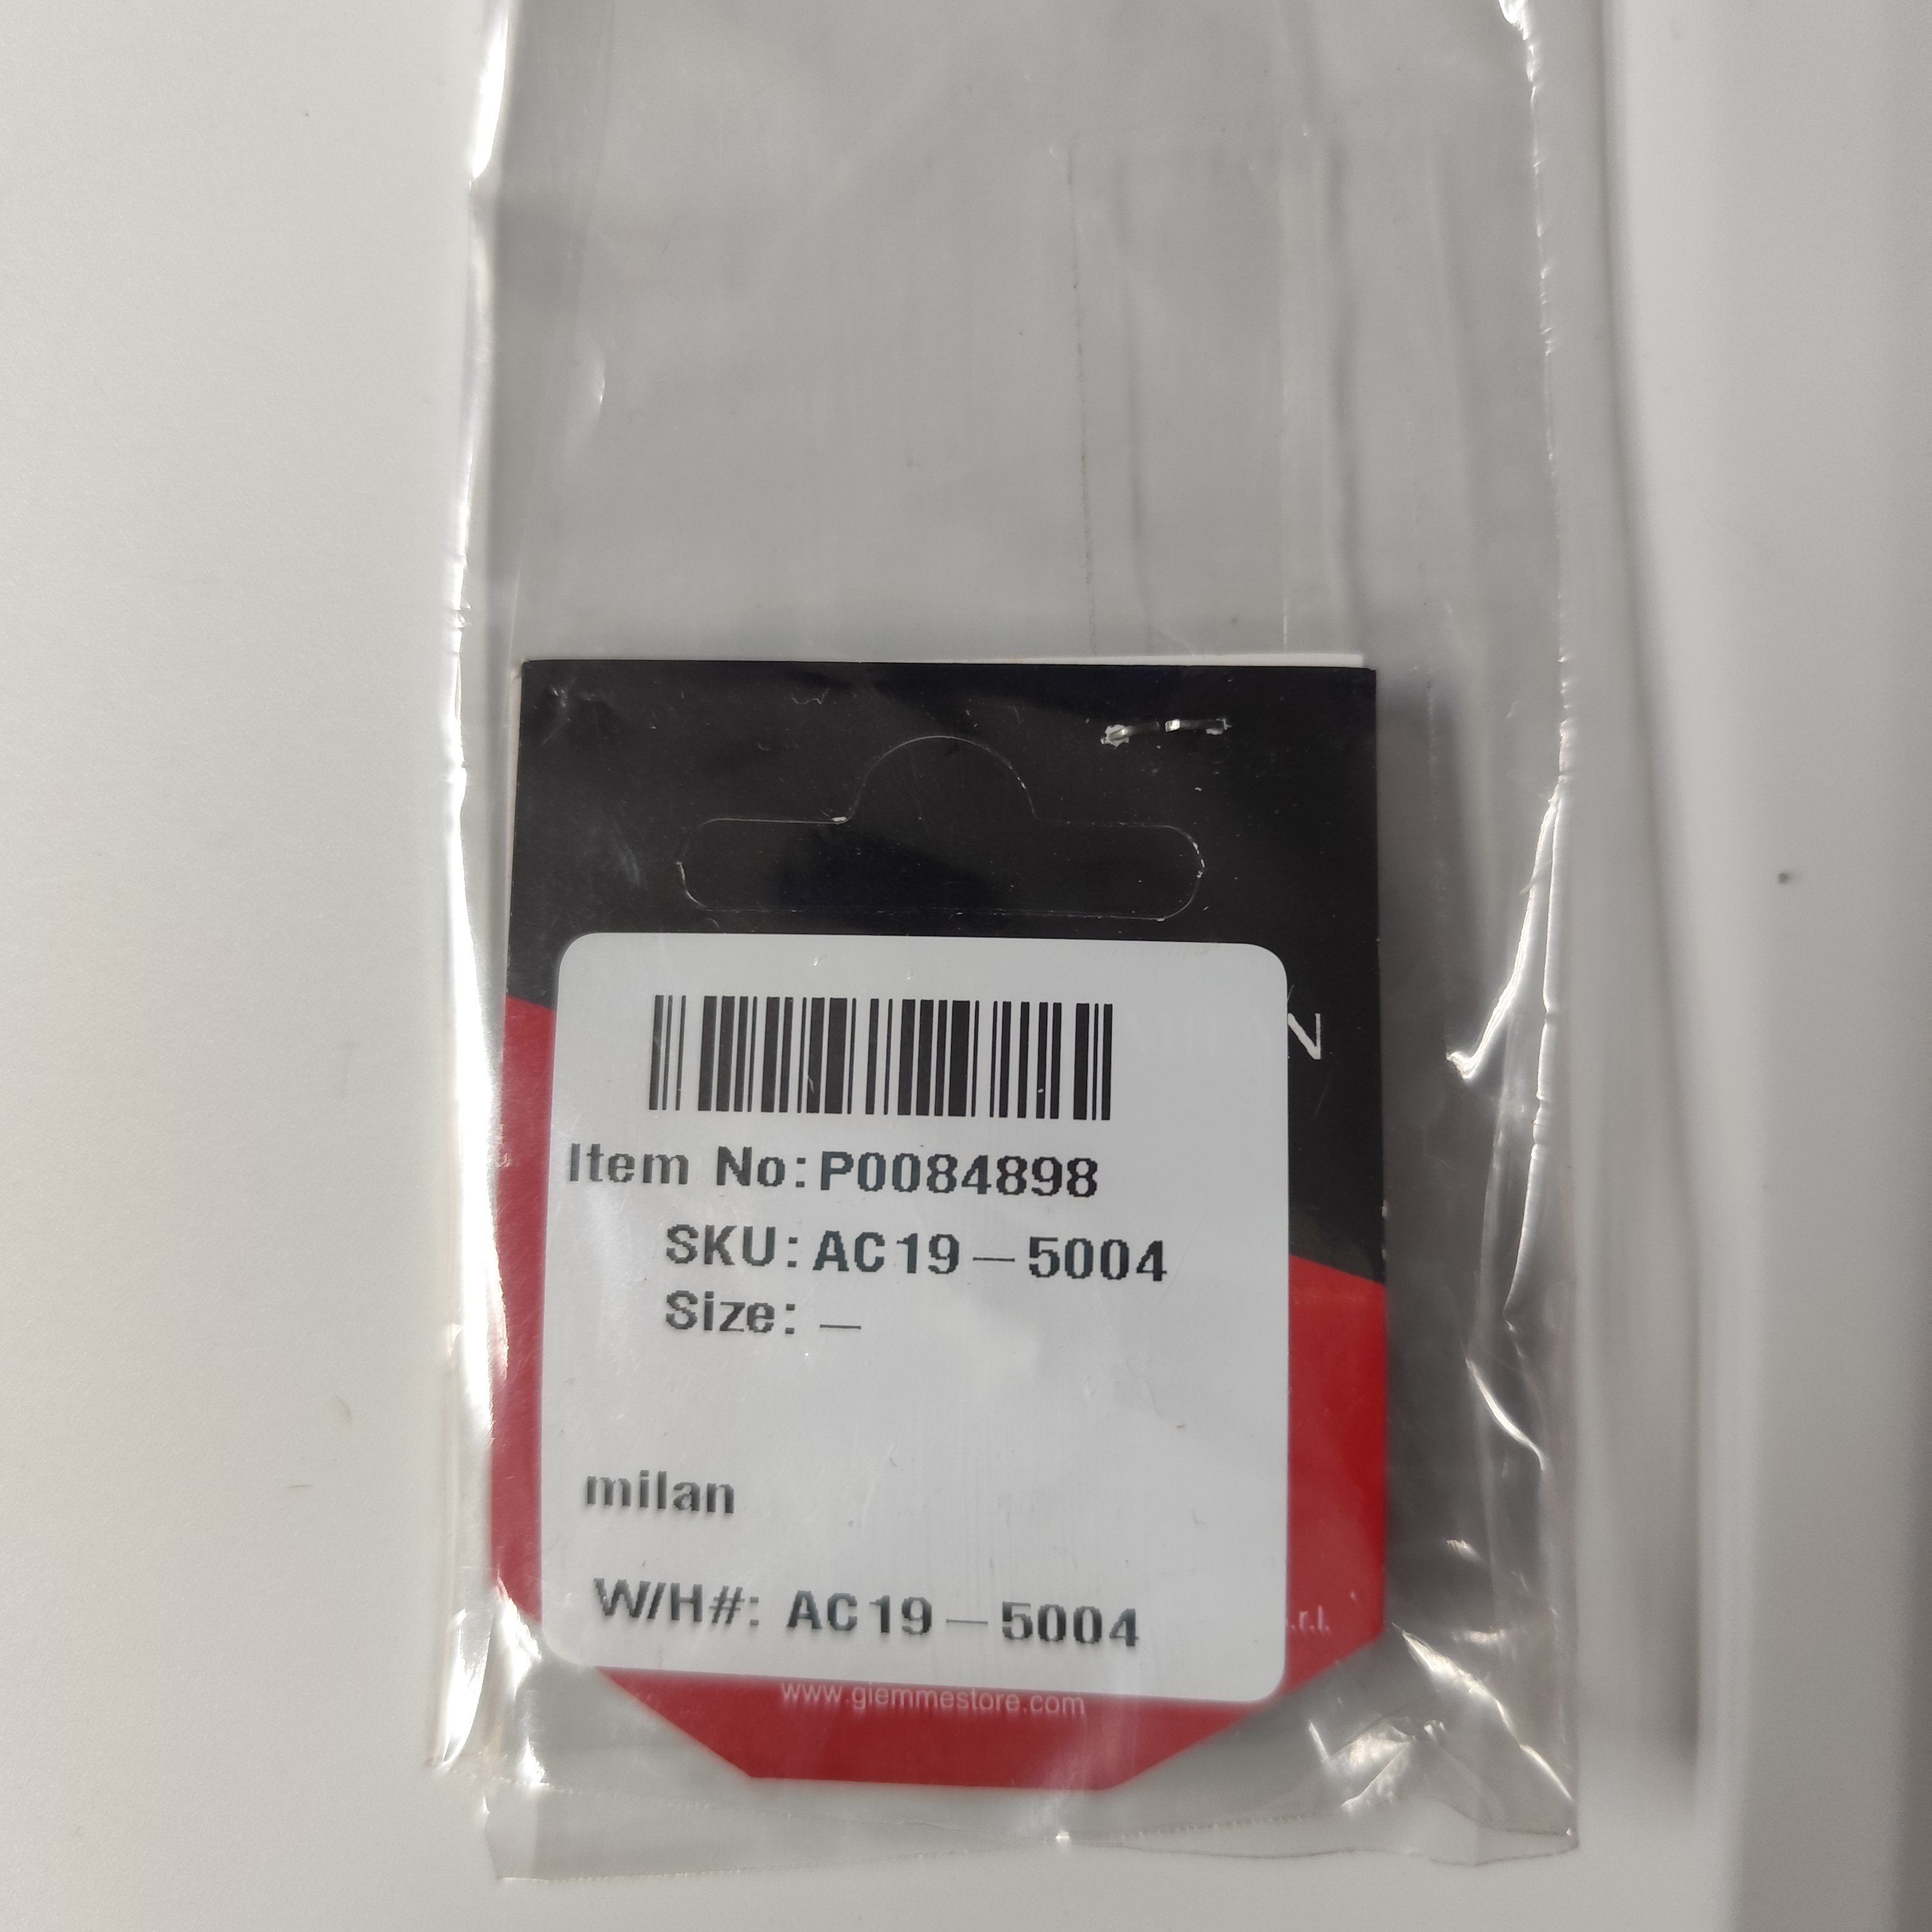 N
Item No:P0084898
SKU: AC19-5004
Size: -
milan
W/H#: AC19-5004
.r.l.
www.giemmestore.com